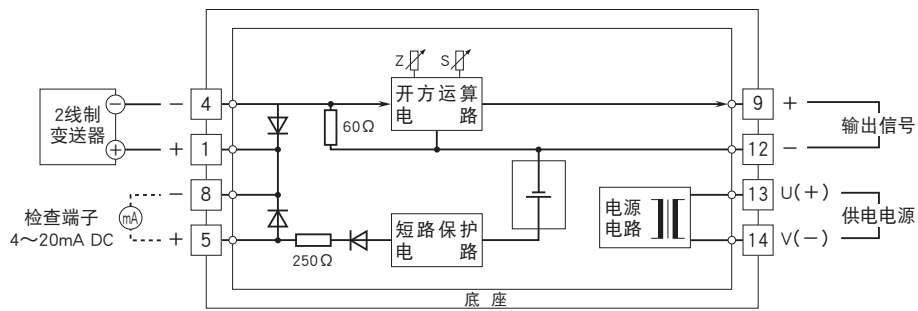 2线制
变送器
−
+
− 4
+ 1
− 8
+ 5
检查端子
4～20mA DC
mA
Z
S
开方运算
电 路
60Ω
250Ω
短路保护
电 路
电源
电路
9 +
12 −
13 U(+)
14 V(−)
输出信号
供电电源
底 座